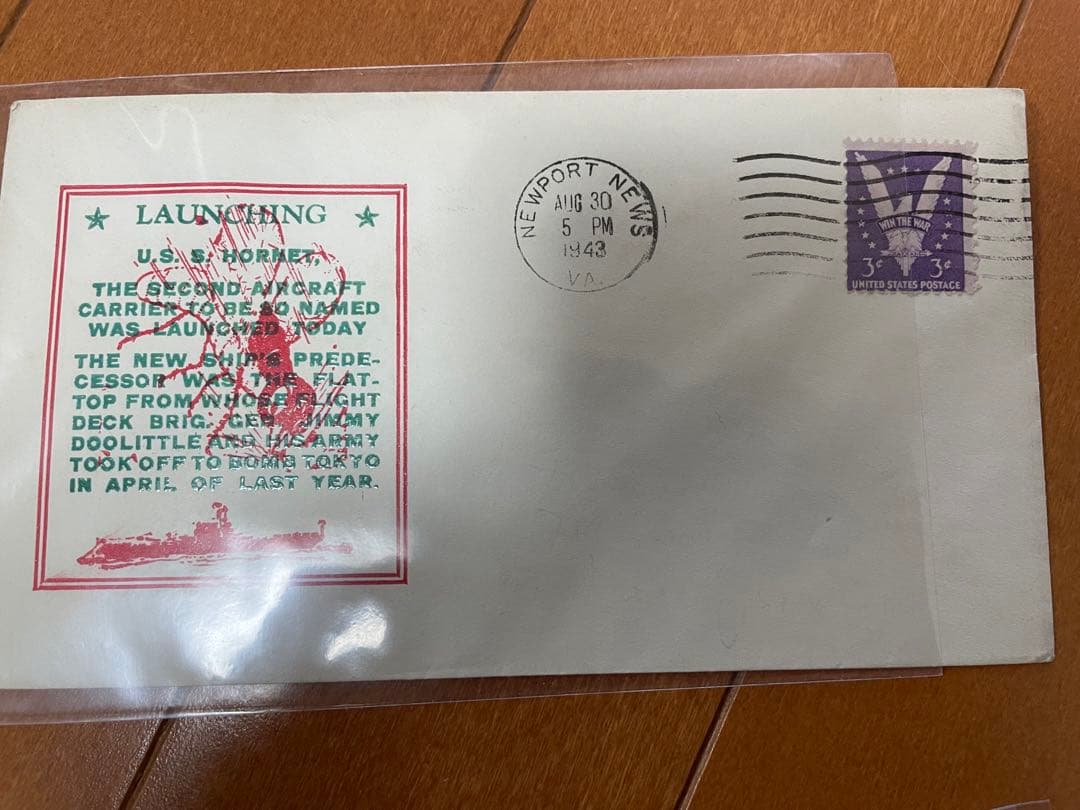 ★ LAUNCHING ★
U. S. S. HORNET,
THE SECOND AIRCRAFT
CARRIER TO BE SO NAMED
WAS LAUNCHED TODAY
THE NEW SHIP'S PREDE-
CESSOR WAS THE FLAT-
TOP FROM WHOSE FLIGHT
DECK BRIG. GEN. JIMMY
DOOLITTLE AND HIS ARMY
TOOK OFF TO BOMB TOKYO
IN APRIL OF LAST YEAR.
NEWPORT NEWS
AUG 30
5 PM
1943
VA.
WIN THE WAR
3¢ 3¢
UNITED STATES POSTAGE